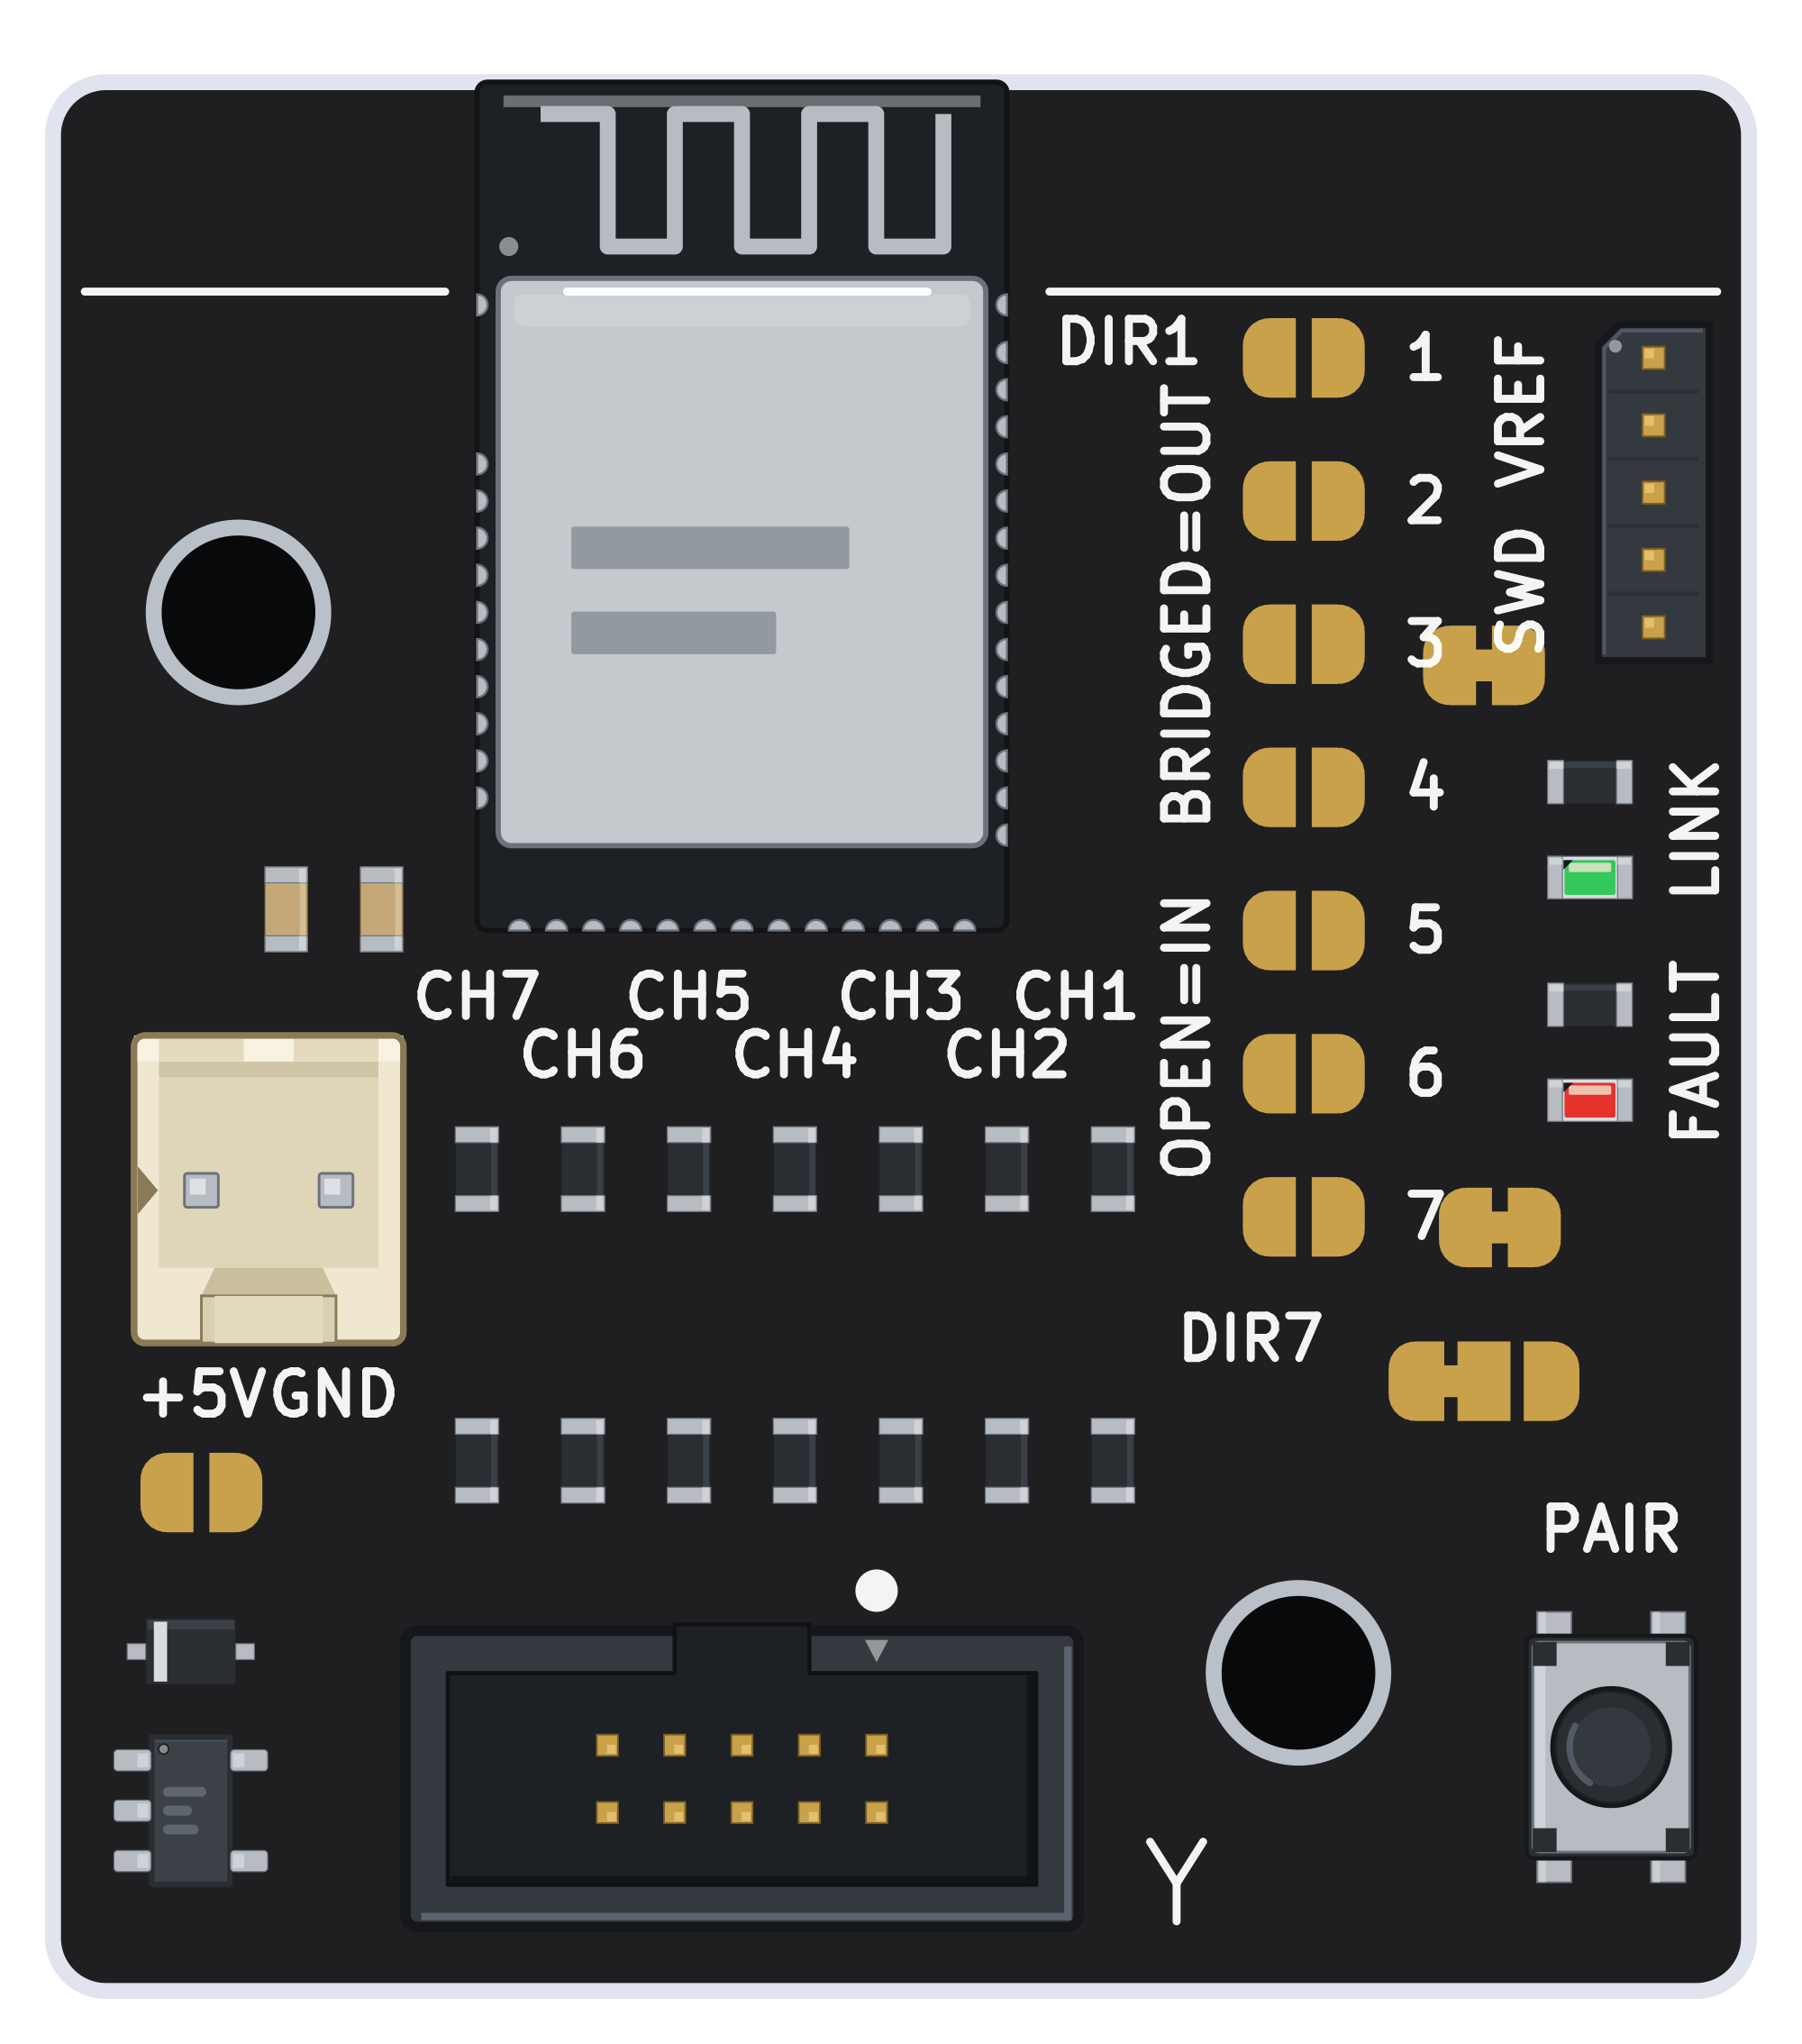 DIR1
1
2
3
4
5
6
7
BRIDGED=OUT
OPEN=IN
SWD VREF
LINK
FAULT
CH7 CH5 CH3 CH1
CH6 CH4 CH2
DIR7
+5VGND
PAIR
Y